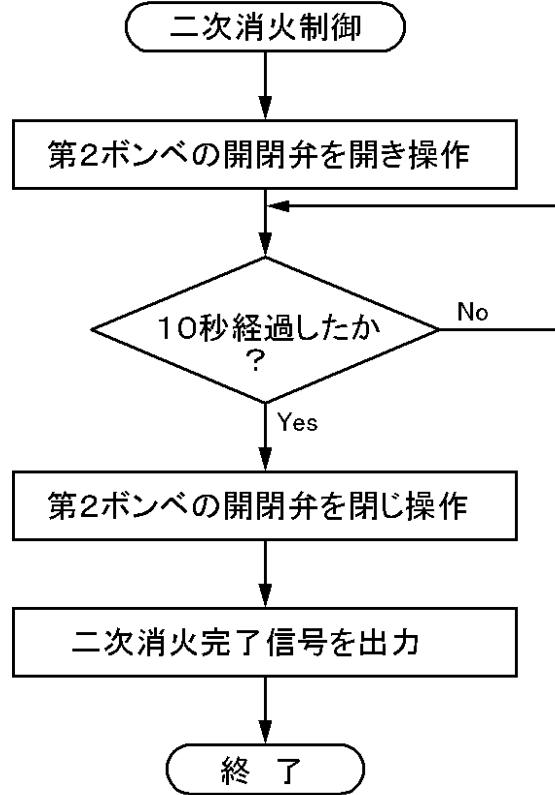 二次消火制御
第2ボンベの開閉弁を開き操作
10秒経過したか
?
No
Yes
第2ボンベの開閉弁を閉じ操作
二次消火完了信号を出力
終 了